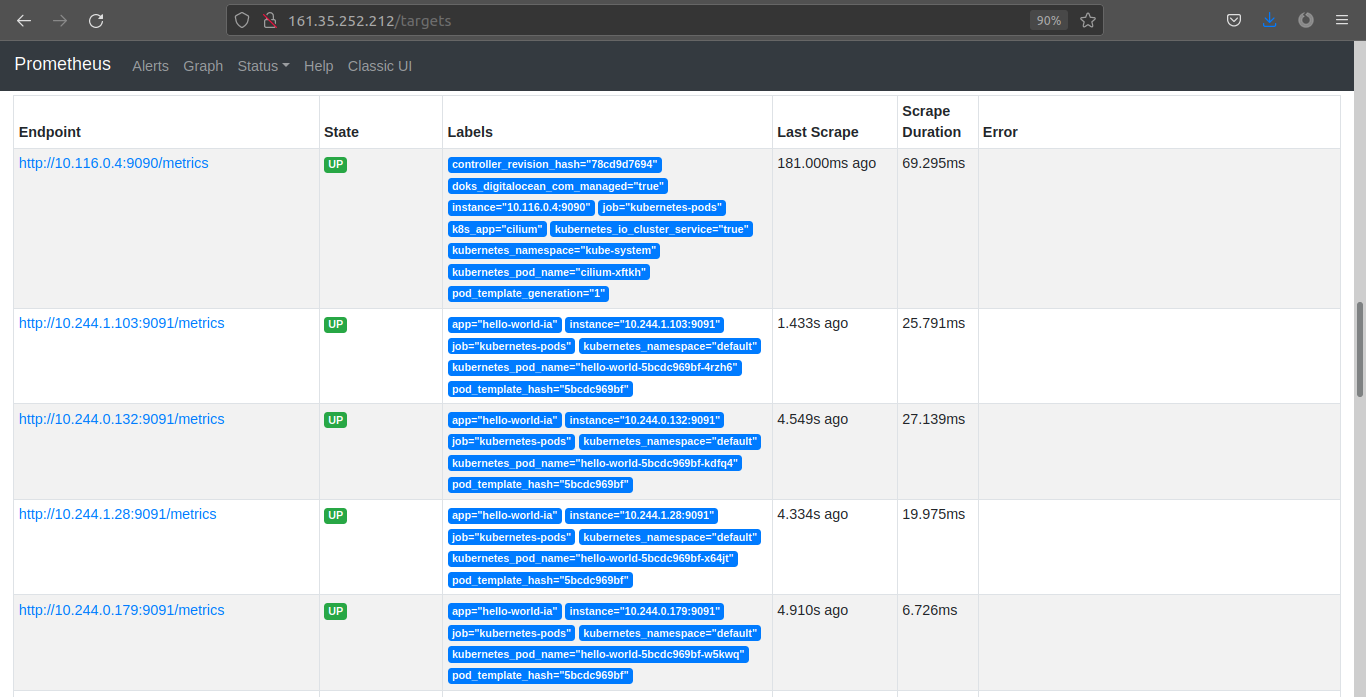 161.35.252.212/targets 90%
Prometheus Alerts Graph Status Help Classic UI
Endpoint State Labels Last Scrape Scrape Duration Error
http://10.116.0.4:9090/metrics UP controller_revision_hash="78cd9d7694" 181.000ms ago 69.295ms
doks_digitalocean_com_managed="true"
instance="10.116.0.4:9090" job="kubernetes-pods"
k8s_app="cilium" kubernetes_io_cluster_service="true"
kubernetes_namespace="kube-system"
kubernetes_pod_name="cilium-xftkh"
pod_template_generation="1"
http://10.244.1.103:9091/metrics UP app="hello-world-ia" instance="10.244.1.103:9091" 1.433s ago 25.791ms
job="kubernetes-pods" kubernetes_namespace="default"
kubernetes_pod_name="hello-world-5bcdc969bf-4rzh6"
pod_template_hash="5bcdc969bf"
http://10.244.0.132:9091/metrics UP app="hello-world-ia" instance="10.244.0.132:9091" 4.549s ago 27.139ms
job="kubernetes-pods" kubernetes_namespace="default"
kubernetes_pod_name="hello-world-5bcdc969bf-kdfq4"
pod_template_hash="5bcdc969bf"
http://10.244.1.28:9091/metrics UP app="hello-world-ia" instance="10.244.1.28:9091" 4.334s ago 19.975ms
job="kubernetes-pods" kubernetes_namespace="default"
kubernetes_pod_name="hello-world-5bcdc969bf-x64jt"
pod_template_hash="5bcdc969bf"
http://10.244.0.179:9091/metrics UP app="hello-world-ia" instance="10.244.0.179:9091" 4.910s ago 6.726ms
job="kubernetes-pods" kubernetes_namespace="default"
kubernetes_pod_name="hello-world-5bcdc969bf-w5kwq"
pod_template_hash="5bcdc969bf"